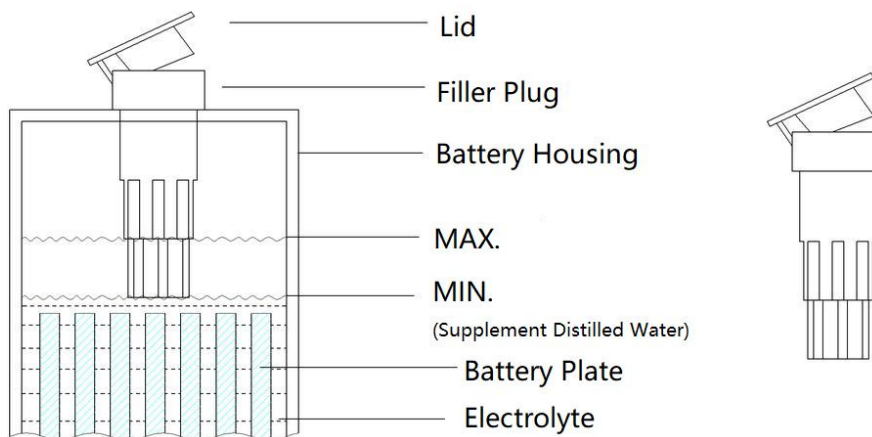 Lid
Filler Plug
Battery Housing
MAX.
MIN.
(Supplement Distilled Water)
Battery Plate
Electrolyte